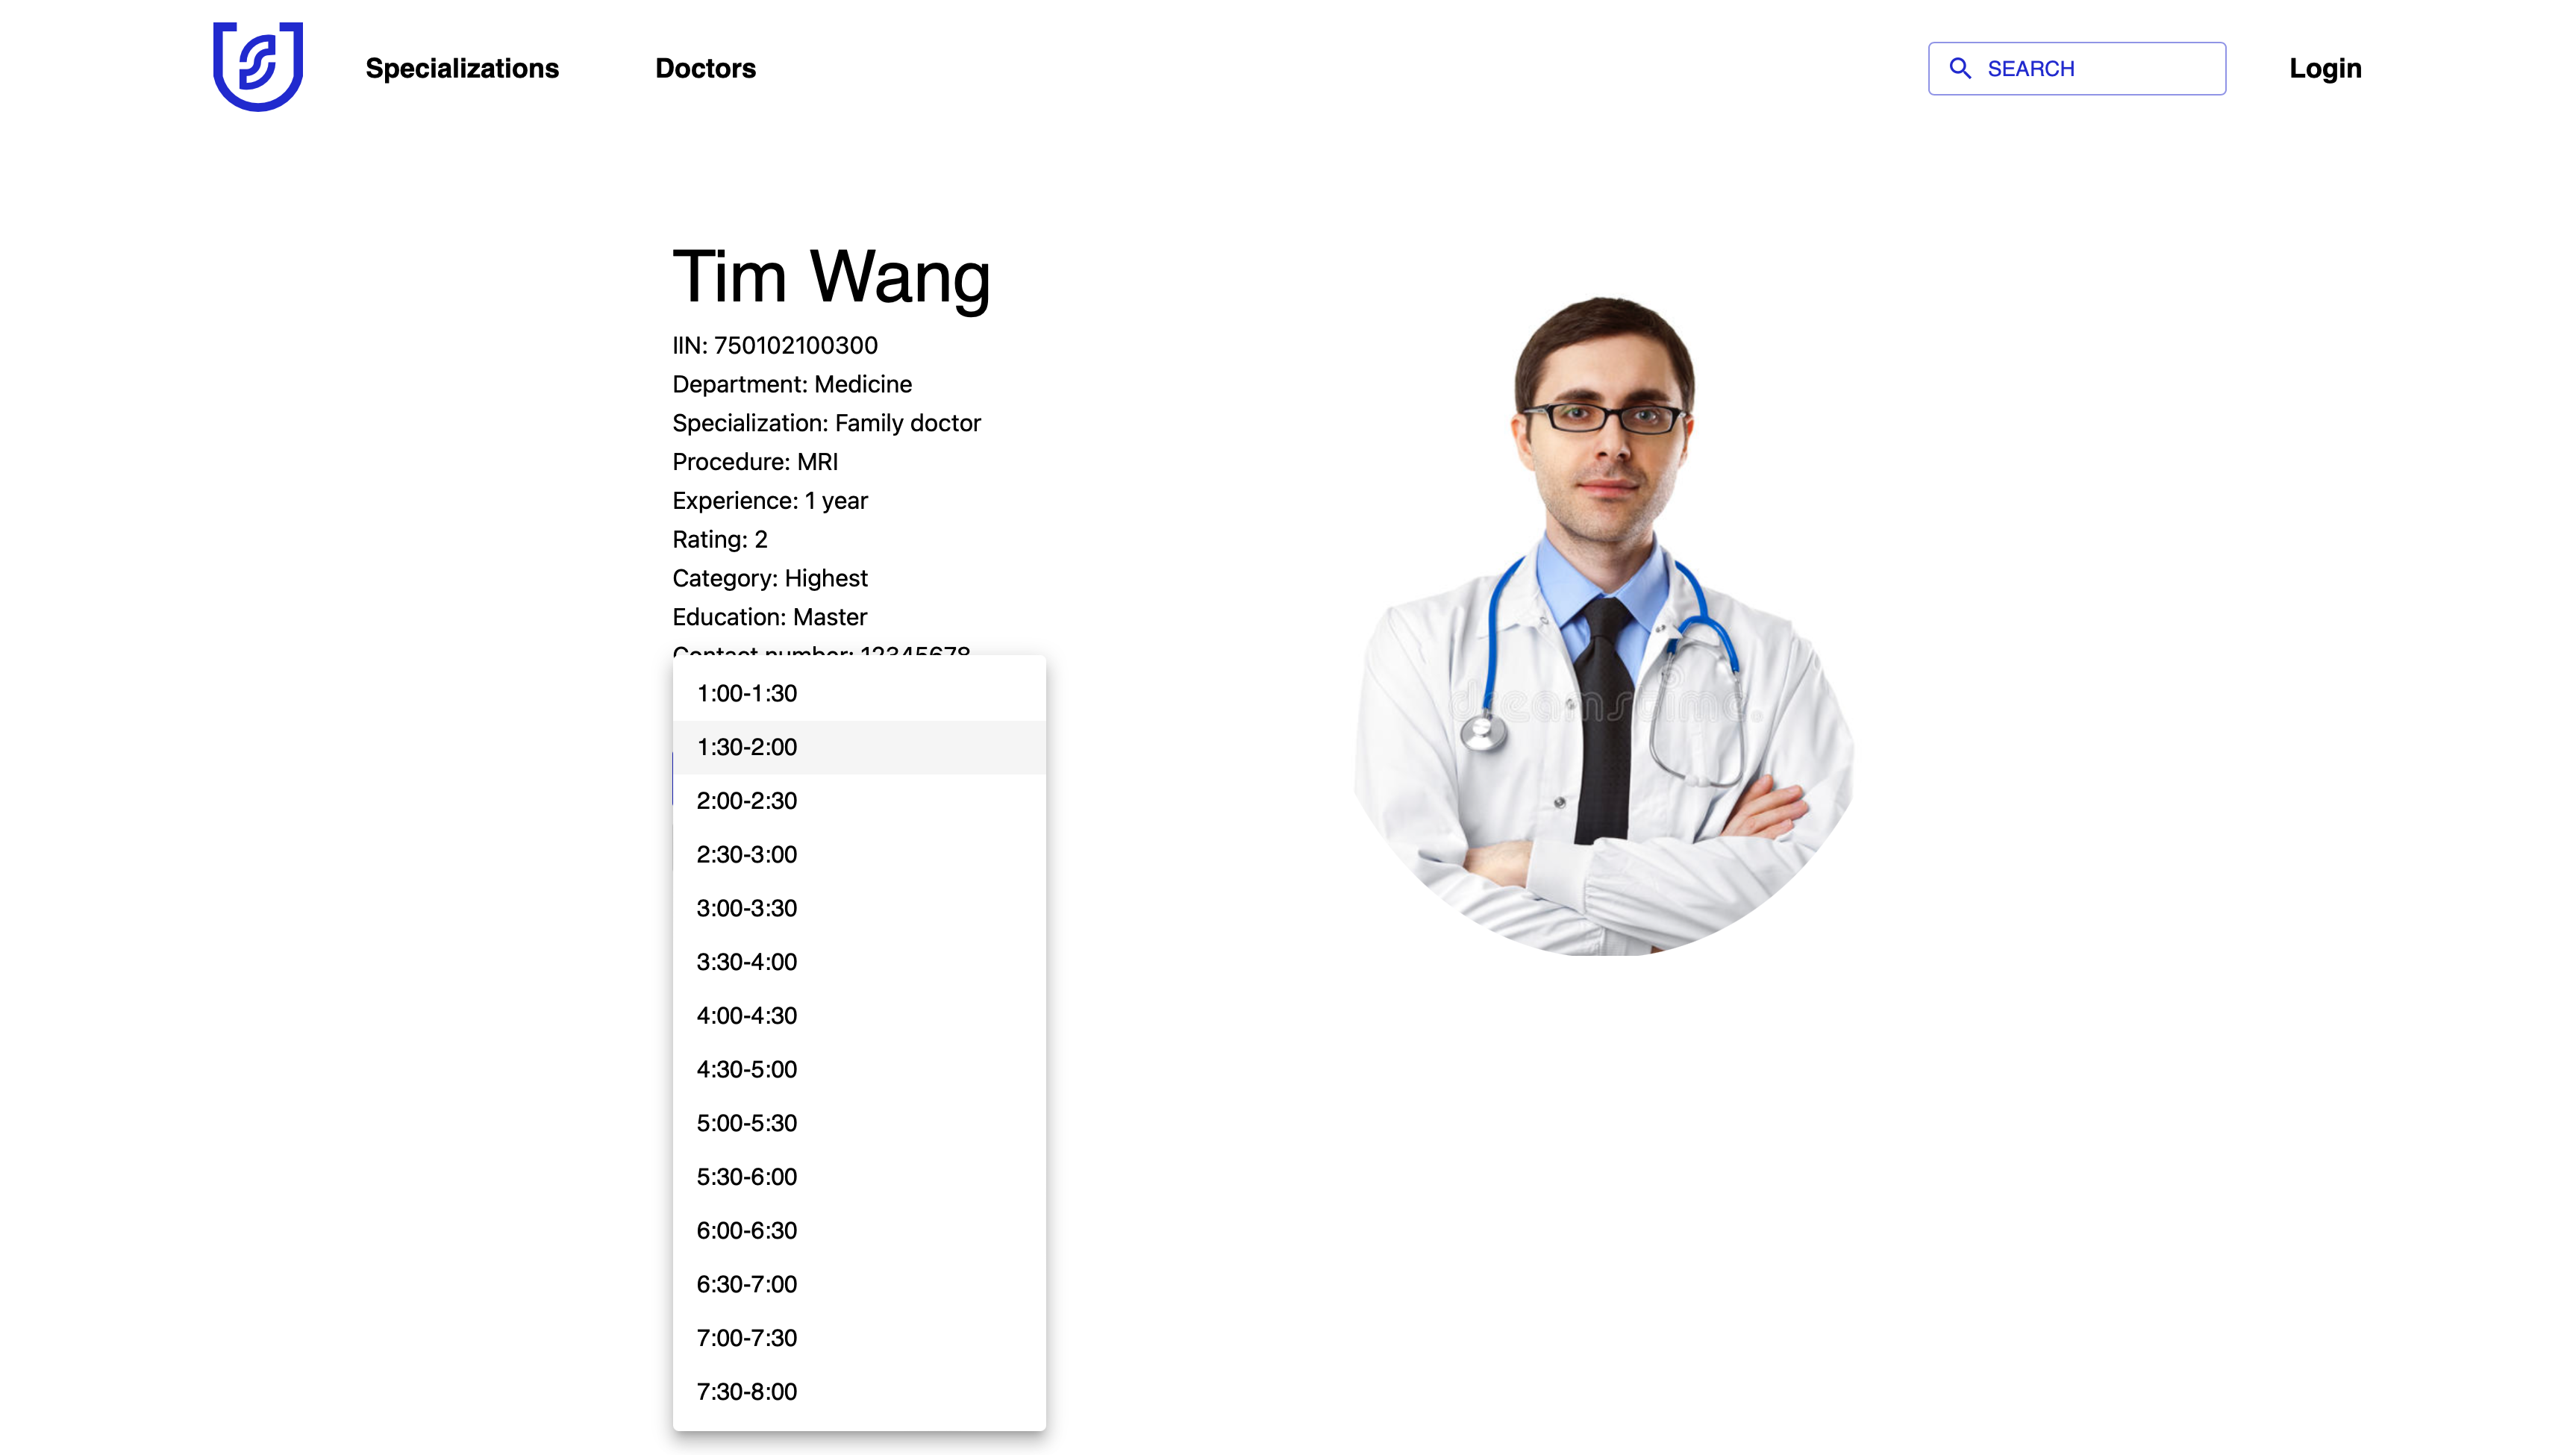 Specializations Doctors SEARCH Login
Tim Wang
IIN: 750102100300
Department: Medicine
Specialization: Family doctor
Procedure: MRI
Experience: 1 year
Rating: 2
Category: Highest
Education: Master
Contact number: 12345678
1:00-1:30
1:30-2:00
2:00-2:30
2:30-3:00
3:00-3:30
3:30-4:00
4:00-4:30
4:30-5:00
5:00-5:30
5:30-6:00
6:00-6:30
6:30-7:00
7:00-7:30
7:30-8:00
dreamstime.